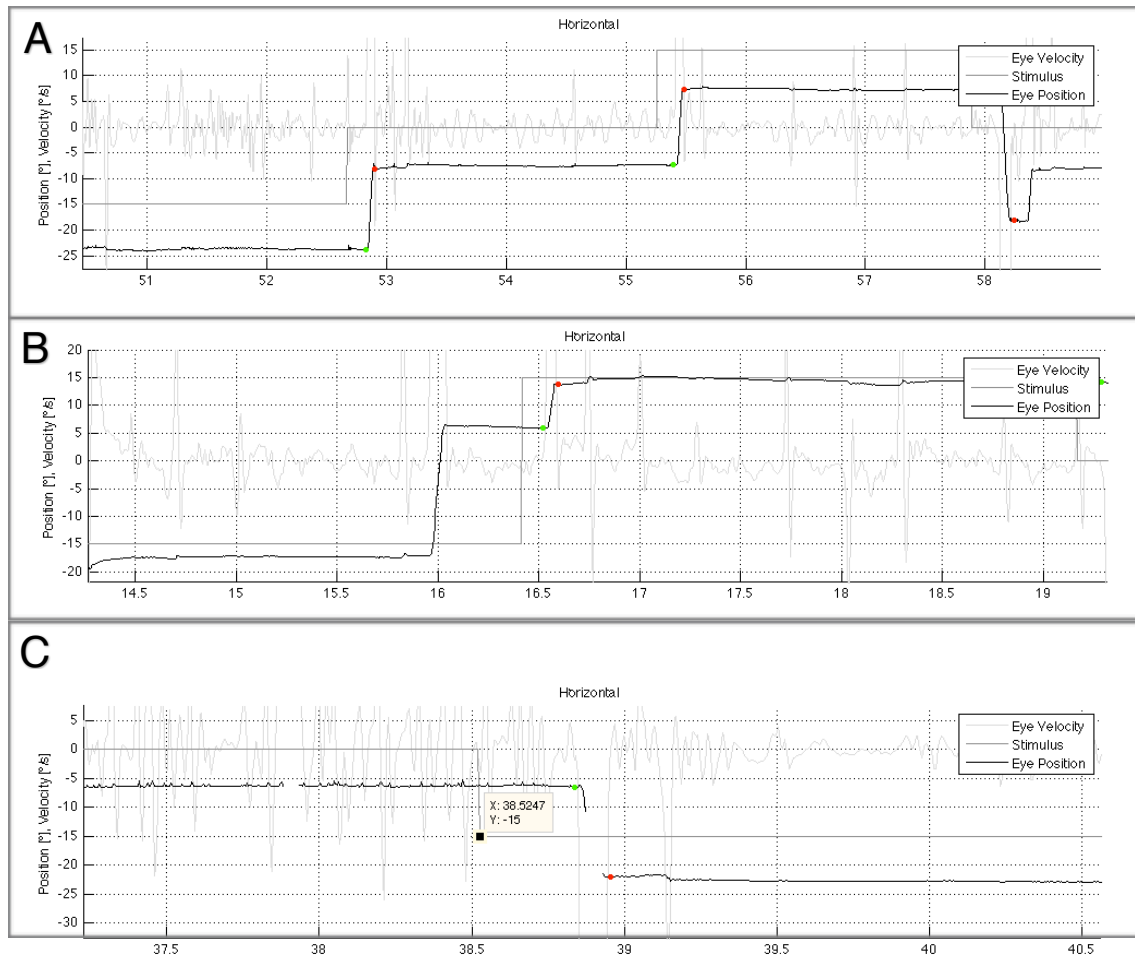 A
Horizontal
Position [°], Velocity [°/s]
15
10
5
0
-5
-10
-15
-20
-25
Eye Velocity
Stimulus
Eye Position
51 52 53 54 55 56 57 58
B
Horizontal
Position [°], Velocity [°/s]
20
15
10
5
0
-5
-10
-15
-20
Eye Velocity
Stimulus
Eye Position
14.5 15 15.5 16 16.5 17 17.5 18 18.5 19
C
Horizontal
Position [°], Velocity [°/s]
5
0
-5
-10
-15
-20
-25
-30
Eye Velocity
Stimulus
Eye Position
X: 38.5247
Y: -15
37.5 38 38.5 39 39.5 40 40.5